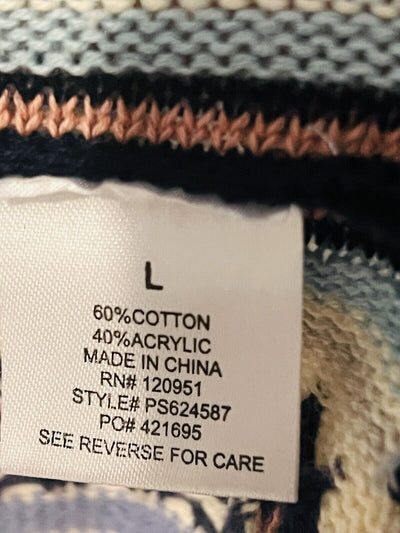 L
60%COTTON
40%ACRYLIC
MADE IN CHINA
RN# 120951
STYLE# PS624587
PO# 421695
SEE REVERSE FOR CARE